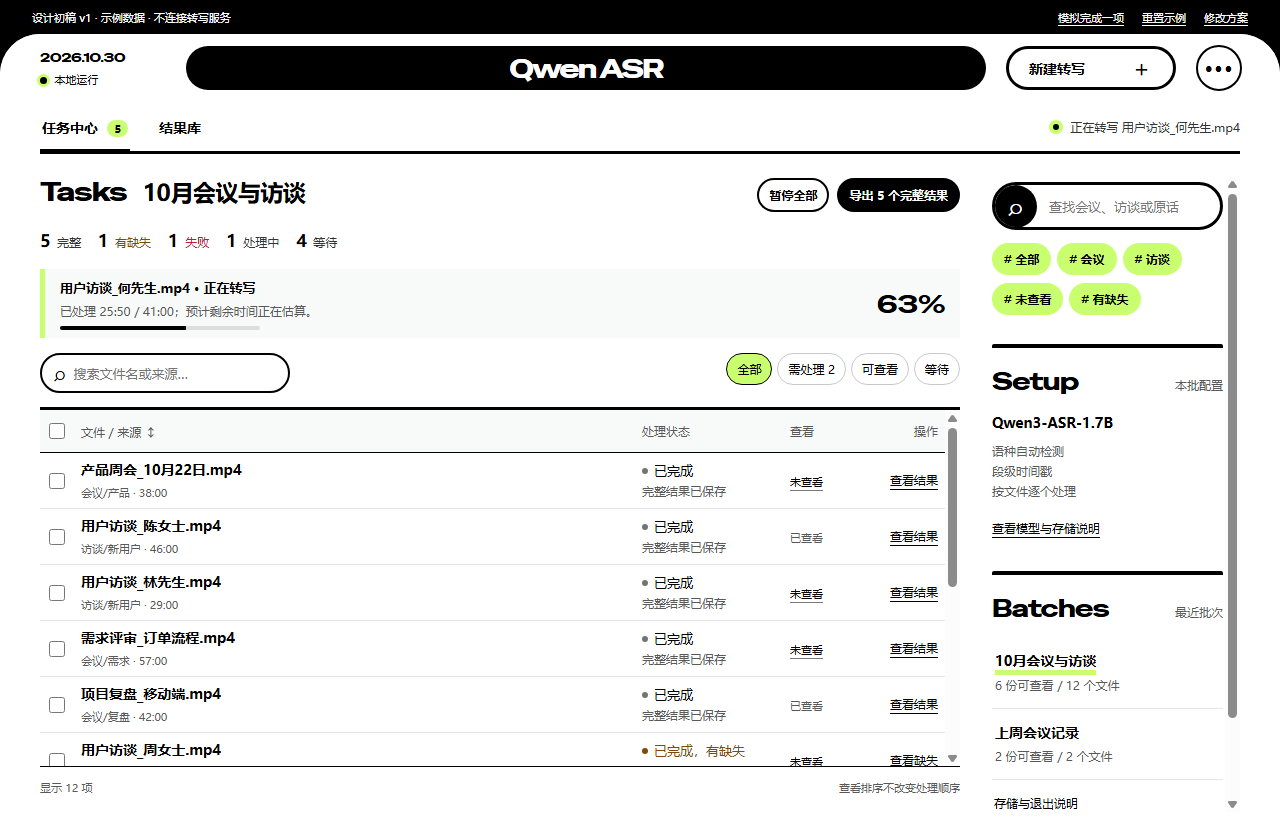 设计初稿 v1 · 示例数据 · 不连接转写服务
模拟完成一项 重置示例 修改方案
2026.10.30
本地运行
Qwen ASR
新建转写 +
任务中心 5 结果库
正在转写 用户访谈_何先生.mp4
Tasks 10月会议与访谈
暂停全部 导出 5 个完整结果
5 完整 1 有缺失 1 失败 1 处理中 4 等待
用户访谈_何先生.mp4 • 正在转写
已处理 25:50 / 41:00；预计剩余时间正在估算。
63%
搜索文件名或来源...
全部 需处理 2 可查看 等待
文件 / 来源 ↕ 处理状态 查看 操作
产品周会_10月22日.mp4
会议/产品 · 38:00
已完成
完整结果已保存
未查看 查看结果
用户访谈_陈女士.mp4
访谈/新用户 · 46:00
已完成
完整结果已保存
已查看 查看结果
用户访谈_林先生.mp4
访谈/新用户 · 29:00
已完成
完整结果已保存
未查看 查看结果
需求评审_订单流程.mp4
会议/需求 · 57:00
已完成
完整结果已保存
未查看 查看结果
项目复盘_移动端.mp4
会议/复盘 · 42:00
已完成
完整结果已保存
已查看 查看结果
用户访谈_周女士.mp4
已完成，有缺失
未查看 查看缺失
显示 12 项
查看排序不改变处理顺序
查找会议、访谈或原话
# 全部 # 会议 # 访谈
# 未查看 # 有缺失
Setup 本批配置
Qwen3-ASR-1.7B
语种自动检测
段级时间戳
按文件逐个处理
查看模型与存储说明
Batches 最近批次
10月会议与访谈
6 份可查看 / 12 个文件
上周会议记录
2 份可查看 / 2 个文件
存储与退出说明